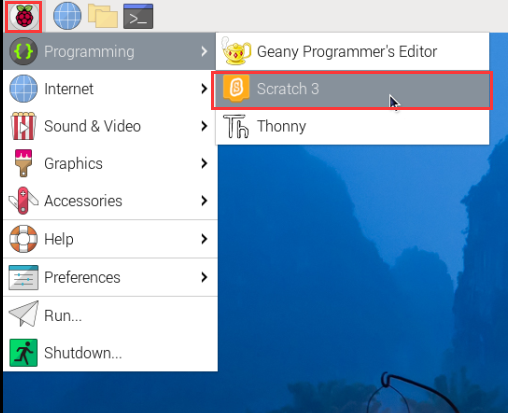 Programming
Geany Programmer's Editor
Internet
Scratch 3
Sound & Video
Thonny
Graphics
Accessories
Help
Preferences
Run...
Shutdown...